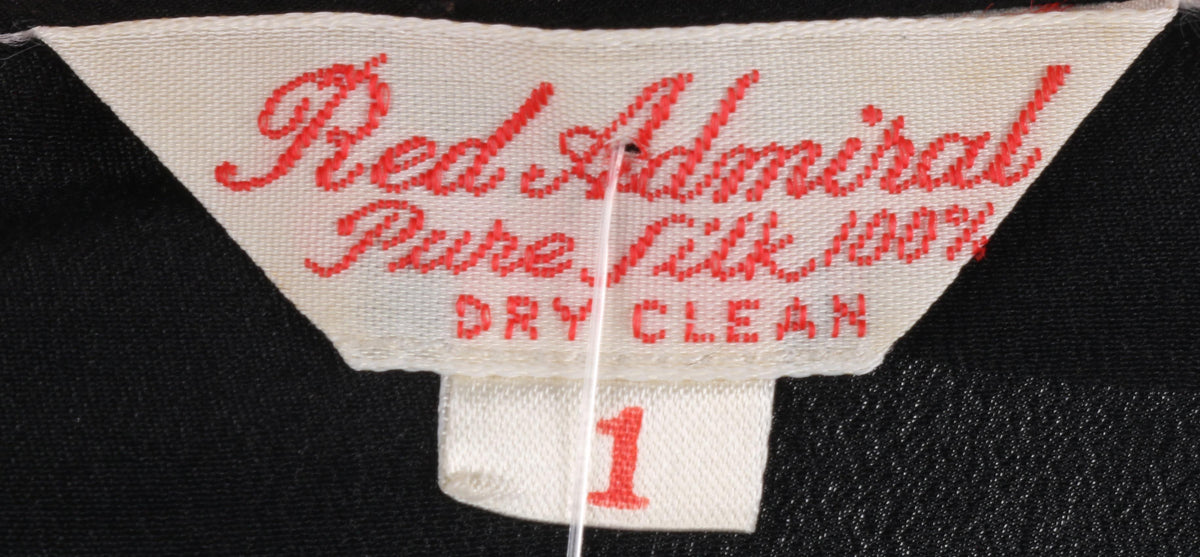 Red Admiral
Pure Silk 100%
DRY CLEAN
1